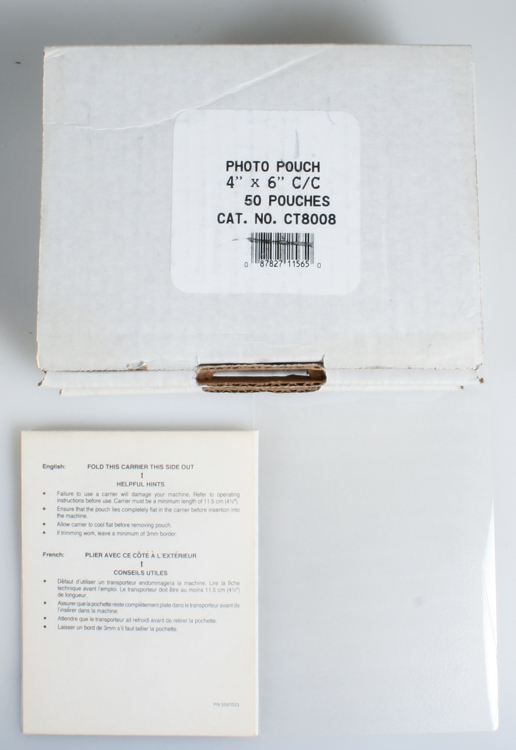 PHOTO POUCH
4" x 6" C/C
50 POUCHES
CAT. NO. CT8008
0 87827 11565 0
English: FOLD THIS CARRIER THIS SIDE OUT
HELPFUL HINTS
• Failure to use a carrier will damage your machine. Refer to operating
instructions before use. Carrier must be a minimum length of 11.5 cm (4½")
• Ensure that the pouch lies completely flat in the carrier before insertion into
the machine.
• Allow carrier to cool flat before removing pouch.
• If trimming work, leave a minimum of 3mm border.
French: PLIER AVEC CE CÔTE À L'EXTÉRIEUR
CONSEILS UTILES
• Défaut d'utiliser un transporteur endommagera la machine. Lire la fiche
technique avant l'emploi. Le transporteur doit être au moins 11,5 cm (4½")
de longueur.
• Assurer que la pochette reste complètement plate dans le transporteur avant de
l'insérer dans la machine.
• Attendre que le transporteur ait refroidi avant de retirer la pochette.
• Laisser un bord de 3mm s'il faut tailler la pochette.